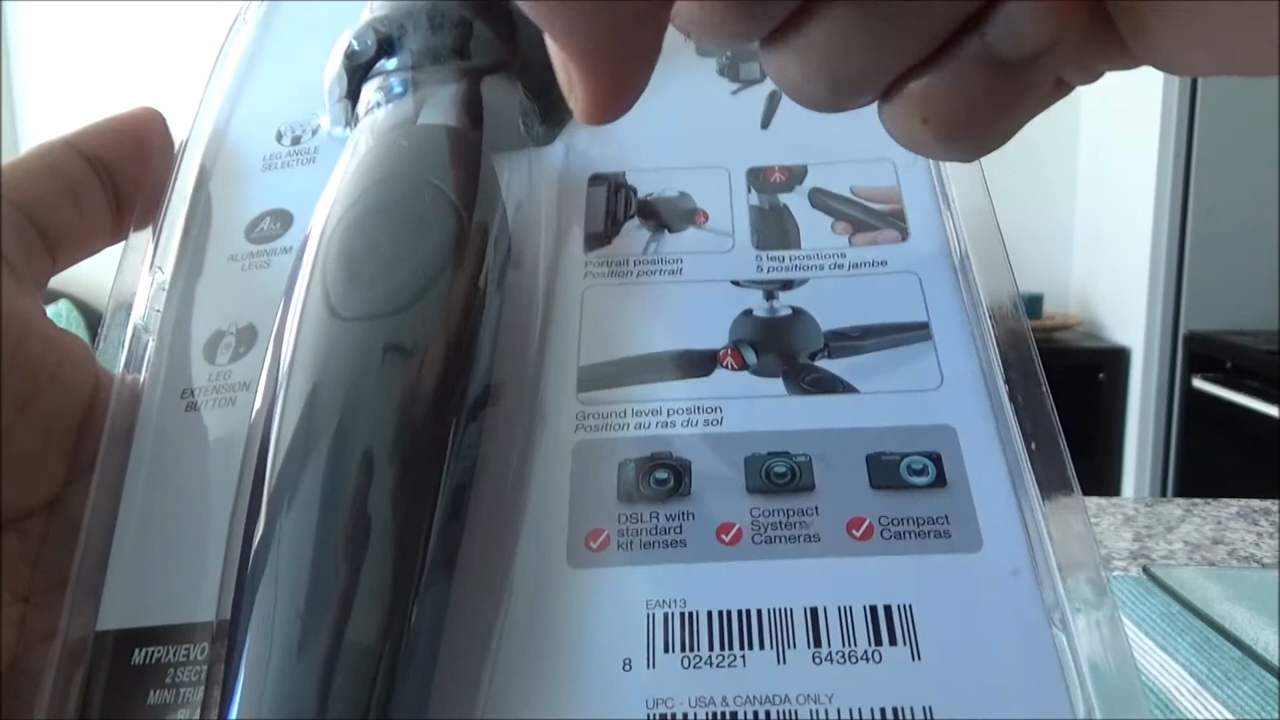 LEG ANGLE
SELECTOR
AM
ALUMINIUM
LEGS
LEG
EXTENSION
BUTTON
MTPIXIEVO
2 SECT
MINI TRIP
Portrait position
Position portrait
5 leg positions
5 positions de jambe
Ground level position
Position au ras du sol
DSLR with
standard
kit lenses
Compact
System
Cameras
Compact
Cameras
EAN13
8 024221 643640
UPC - USA & CANADA ONLY